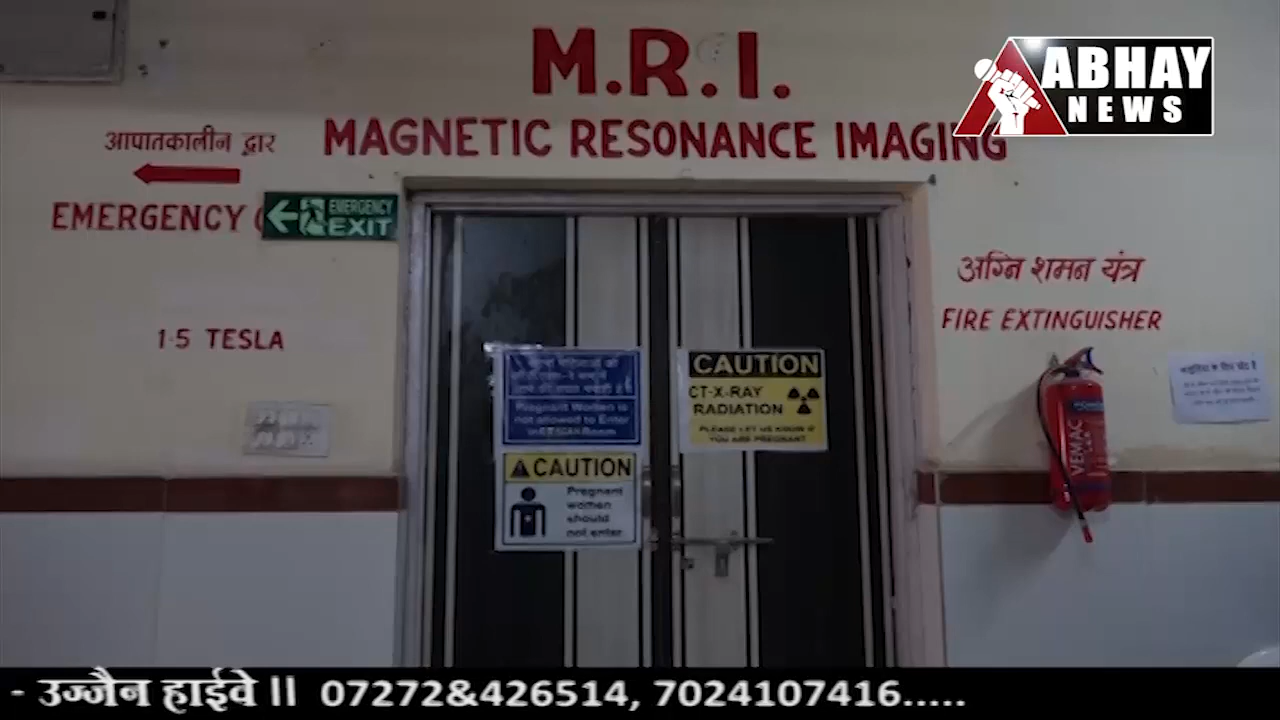 M.R.I.
ABHAY
NEWS
MAGNETIC RESONANCE IMAGING
आपातकालीन द्वार
EMERGENCY
EMERGENCY
EXIT
अग्नि शमन यंत्र
FIRE EXTINGUISHER
1.5 TESLA
Pregnant Women is
not allowed to Enter
CAUTION
CT-X-RAY
RADIATION
PLEASE LET US KNOW IF
YOU ARE PREGNANT
CAUTION
Pregnant
women
should
not enter
VEMAC
- उज्जैन हाईवे || 07272&426514, 7024107416.....